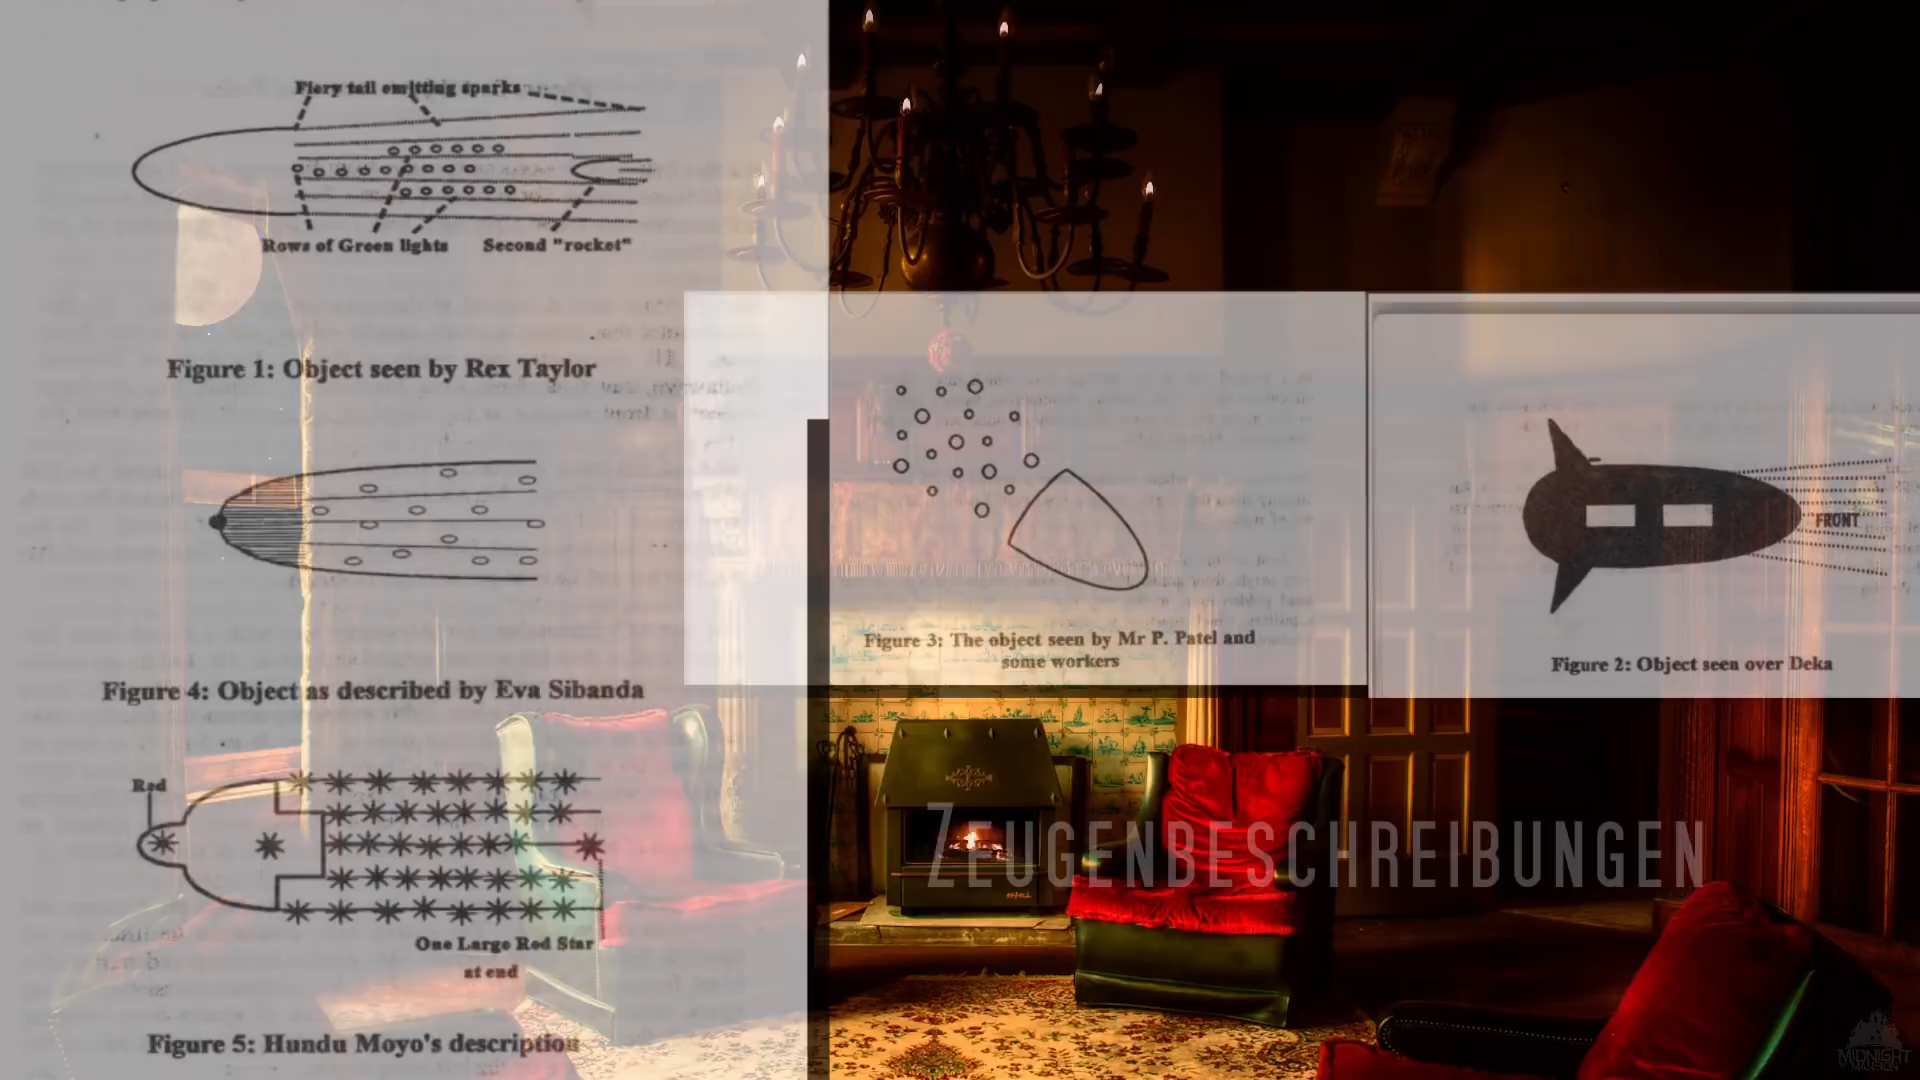 Fiery tail emitting sparks
Rows of Green lights
Second "rocket"
Figure 1: Object seen by Rex Taylor
Figure 4: Object as described by Eva Sibanda
Red
One Large Red Star
at end
Figure 5: Hundu Moyo's description
Figure 3: The object seen by Mr P. Patel and
some workers
FRONT
Figure 2: Object seen over Deka
ZEUGENBESCHREIBUNGEN
MIDNIGHT
MANSION